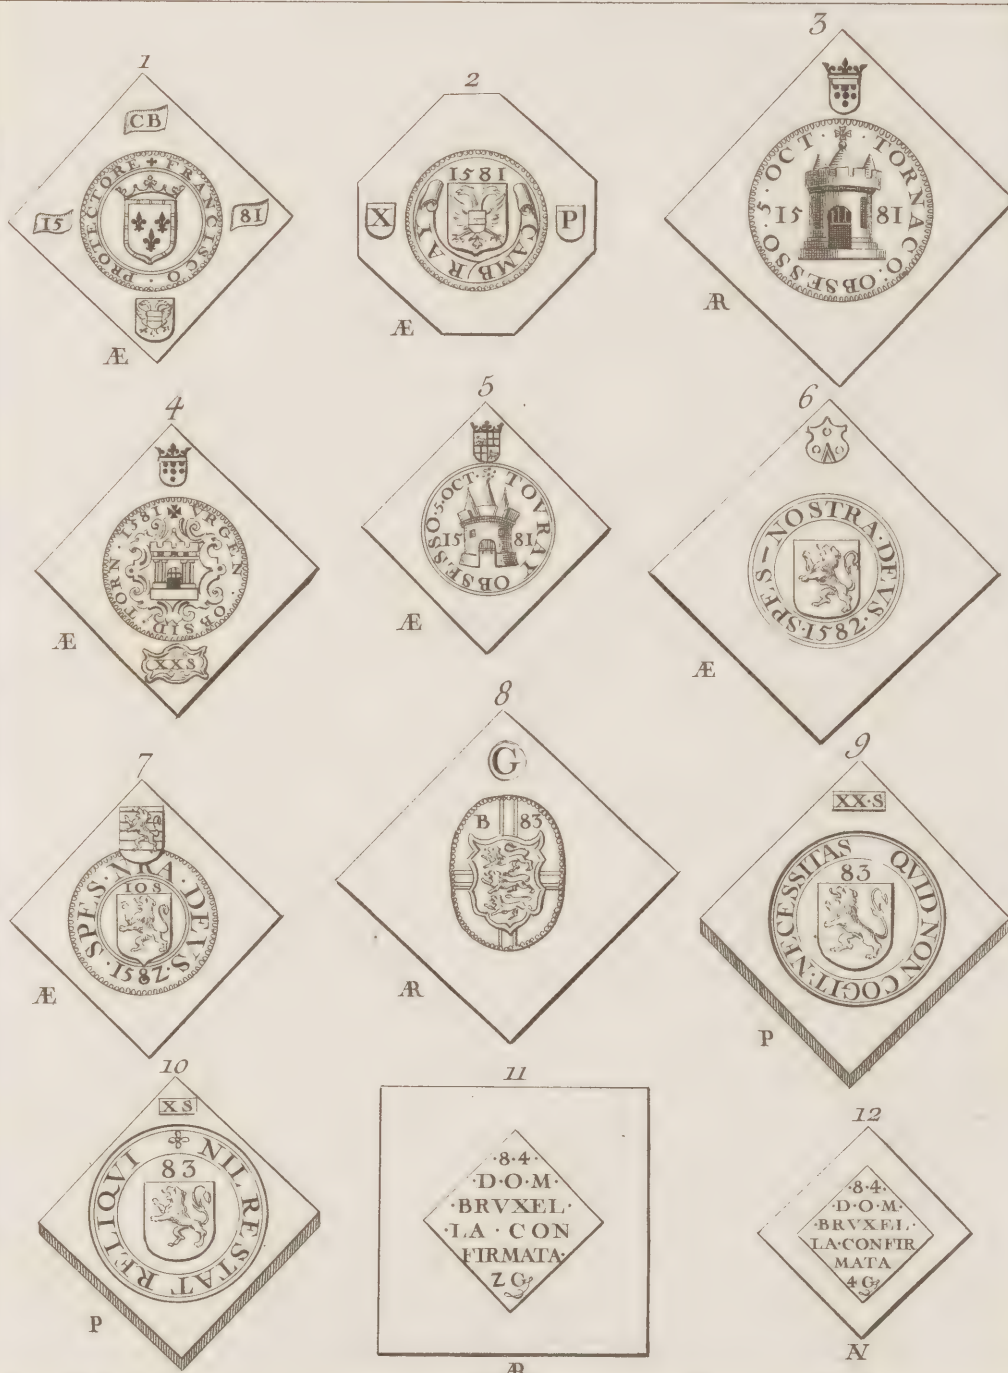 1
CB
15
81
FRANCISCO · PROTECTORE
Æ
2
1581
X
P
CAMBRAI
Æ
3
TORNACO · OBSESSO · 5 · OCT ·
15
81
AR
4
VRGEN · OBSID · TORN · 1581
XXS
Æ
5
TOVRAY OBSESSO · 5 · OCT ·
15
81
Æ
6
SPES – NOSTRA · DEVS ·
· 1582 ·
Æ
7
SPES · NRA · DEVS ·
IOS
· 1582 ·
Æ
8
G
B
83
AR
9
XX·S
QVID NON COGIT · NECESSITAS
83
P
10
XS
NIL RESTAT RELIQVI
83
P
11
· 8 · 4 ·
· D · O · M ·
· BRVXEL ·
· LA · CON
FIRMATA ·
Z G
AR
12
· 8 · 4 ·
· D · O · M ·
· BRVXEL ·
LA · CONFIR
MATA
4 G
AV